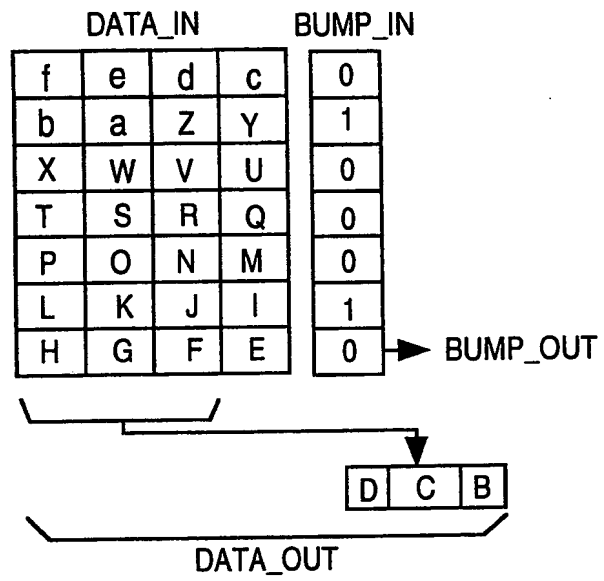 DATA_IN BUMP_IN
f e d c 0
b a Z Y 1
X W V U 0
T S R Q 0
P O N M 0
L K J I 1
H G F E 0 BUMP_OUT
D C B
DATA_OUT